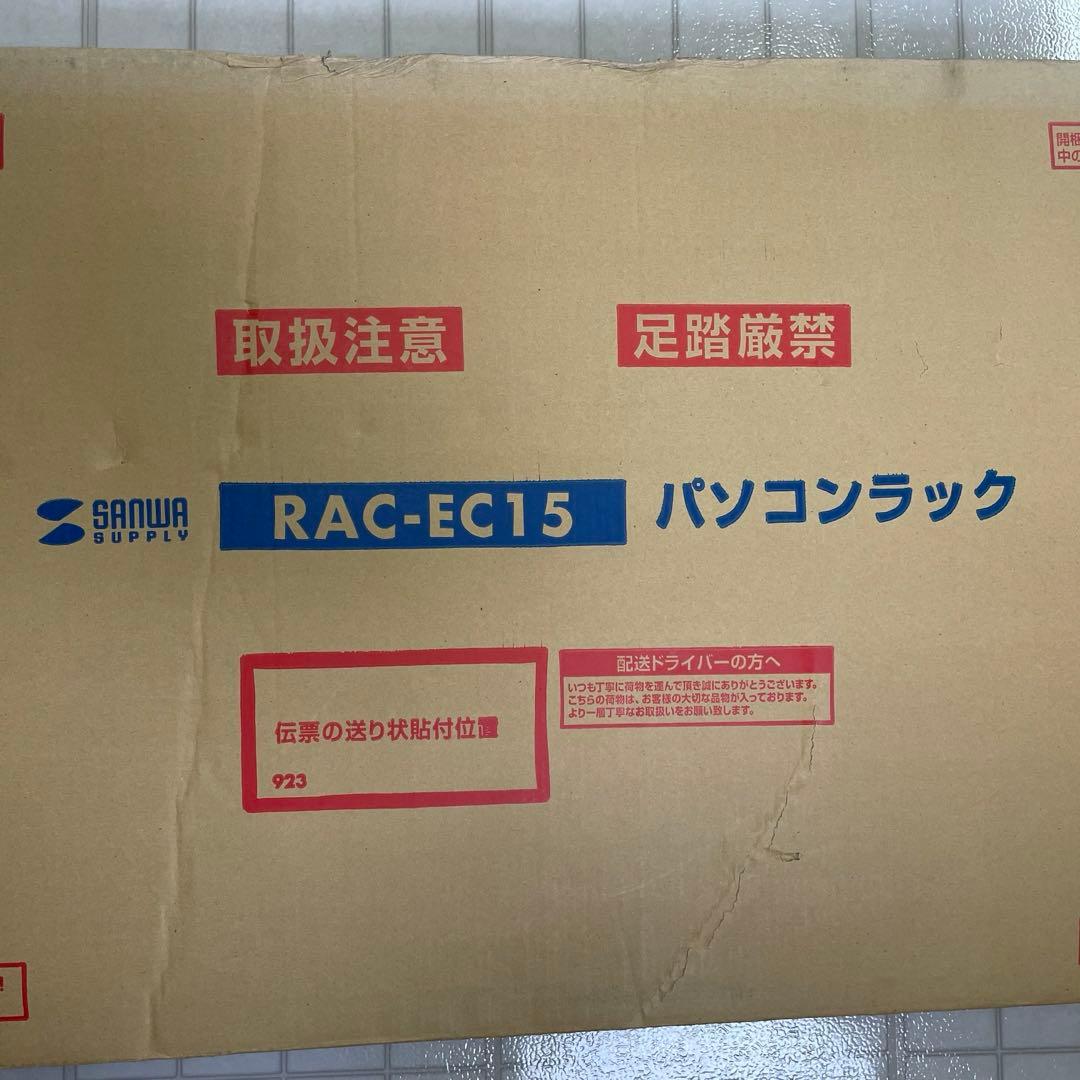 開梱
中の
取扱注意
足踏厳禁
SANWA
SUPPLY
RAC-EC15
パソコンラック
伝票の送り状貼付位置
923
配送ドライバーの方へ
いつも丁寧に荷物を運んで頂き誠にありがとうございます。
こちらの荷物は、お客様の大切な品物が入っております。
より一層丁寧なお取扱いをお願い致します。